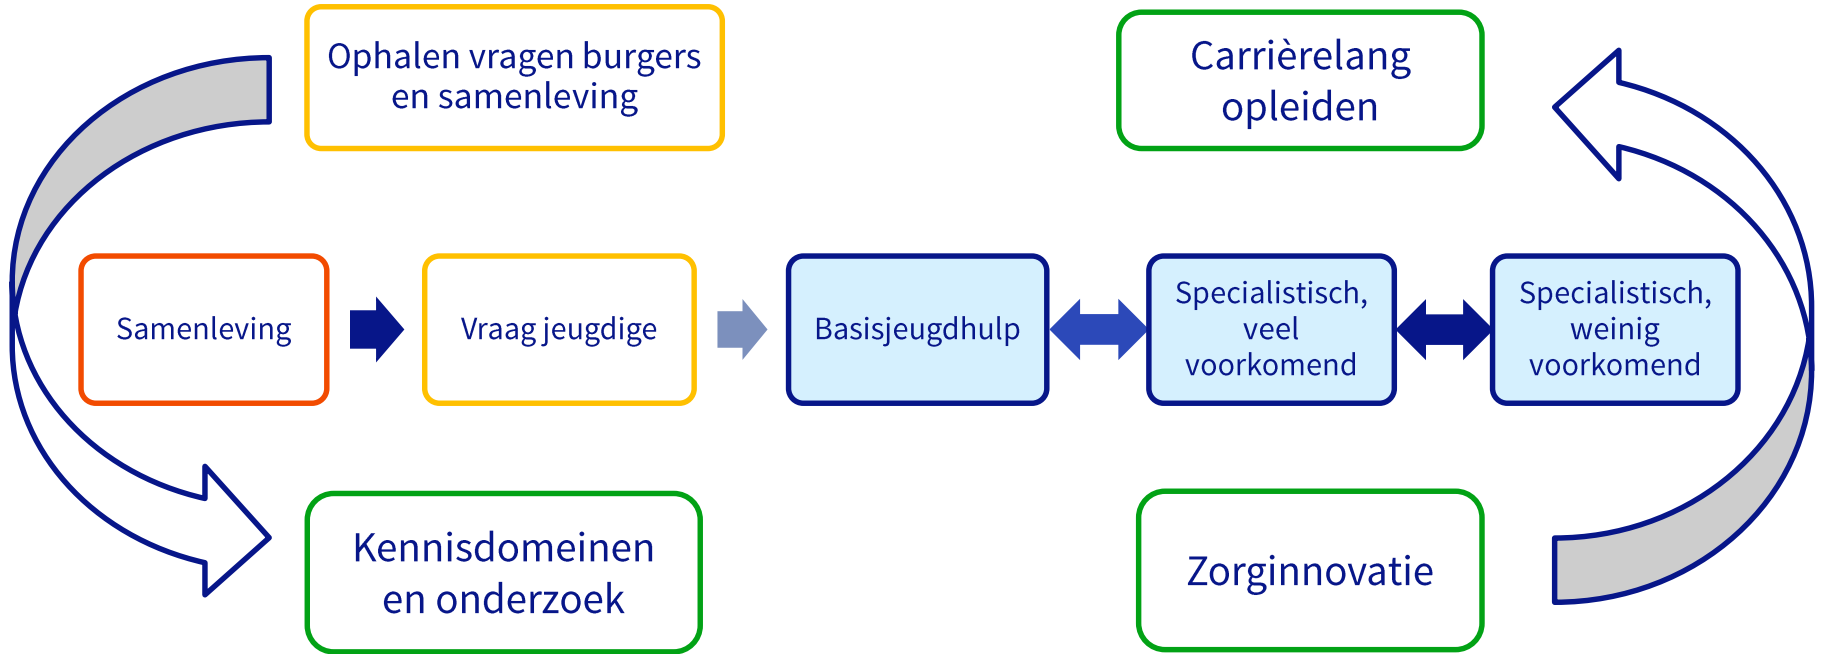 Ophalen vragen burgers
en samenleving
Carrièrelang
opleiden
Samenleving
Vraag jeugdige
Basisjeugdhulp
Specialistisch,
veel
voorkomend
Specialistisch,
weinig
voorkomend
Kennisdomeinen
en onderzoek
Zorginnovatie